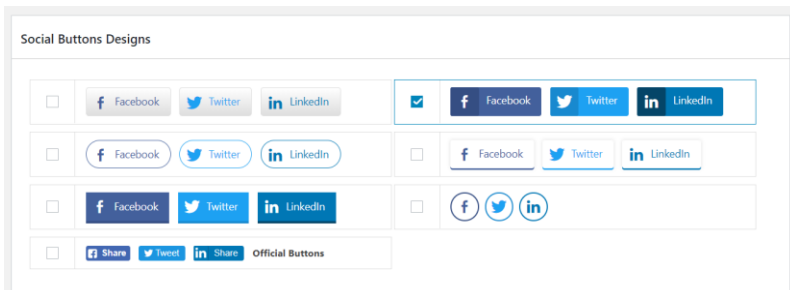 Social Buttons Designs
Facebook Twitter LinkedIn
Facebook Twitter LinkedIn
Facebook Twitter LinkedIn
Facebook Twitter LinkedIn
Facebook Twitter LinkedIn
Share Tweet Share Official Buttons